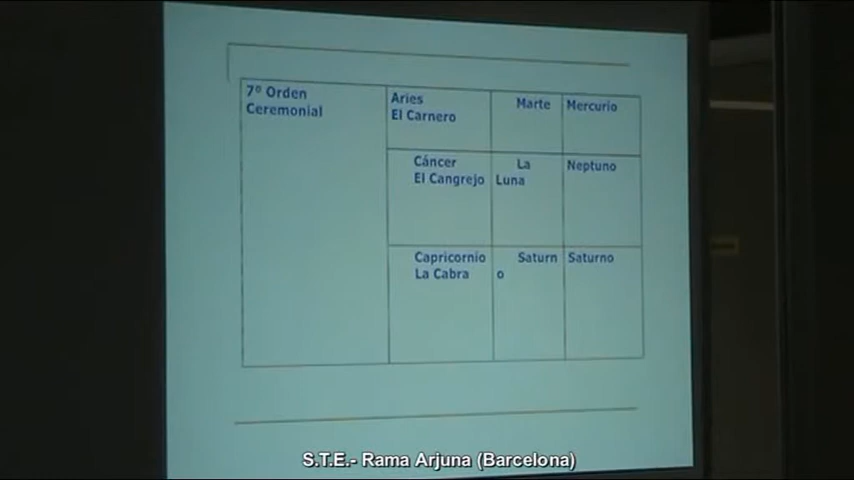 7º Orden
Ceremonial
Aries
El Carnero
Marte
Mercurio
Cáncer
El Cangrejo
La
Luna
Neptuno
Capricornio
La Cabra
Saturn
o
Saturno
S.T.E.- Rama Arjuna (Barcelona)